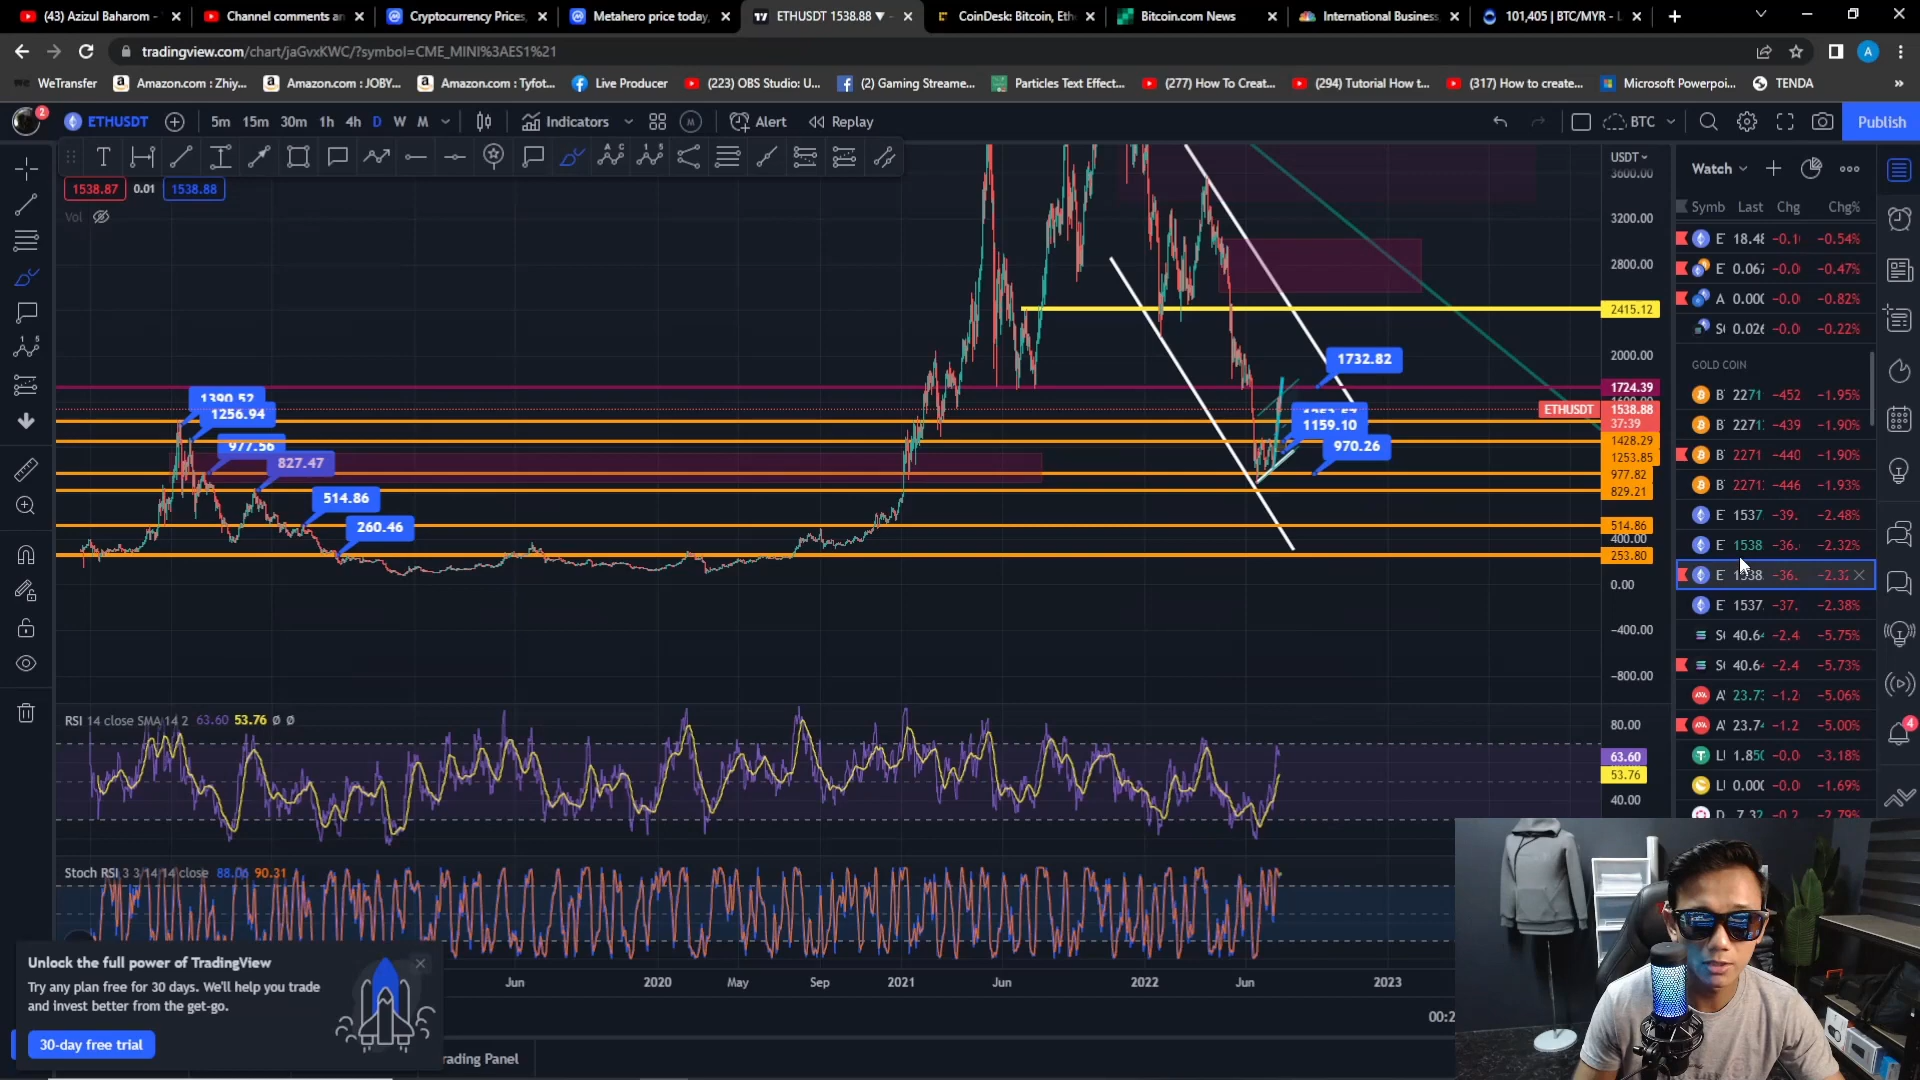 (43) Azizul Baharom -
Channel comments an
Cryptocurrency Prices,
Metahero price today,
ETHUSDT 1538.88 ▼
CoinDesk: Bitcoin, Eth
Bitcoin.com News
International Business
101,405 | BTC/MYR - L
tradingview.com/chart/jaGvxKWC/?symbol=CME_MINI%3AES1%21
A
WeTransfer
Amazon.com : Zhiy...
Amazon.com : JOBY...
Amazon.com : Tyfot...
Live Producer
(223) OBS Studio: U...
(2) Gaming Streame...
Particles Text Effect...
(277) How To Creat...
(294) Tutorial How t...
(317) How to create...
Microsoft Powerpoi...
TENDA
2
ETHUSDT
5m 15m 30m 1h 4h D W M
Indicators
Alert
Replay
BTC
Publish
1538.87 0.01 1538.88
Vol
USDT
3600.00
3200.00
2800.00
2415.12
2000.00
1724.39
ETHUSDT 1538.88
37:39
1428.29
1253.85
977.82
829.21
514.86
400.00
253.80
0.00
-400.00
-800.00
1390.52
1256.94
977.56
827.47
514.86
260.46
1732.82
1159.10
970.26
Watch
Symb Last Chg Chg%
E 18.48 -0.1 -0.54%
E 0.067 -0.0 -0.47%
A 0.000 -0.0 -0.82%
S 0.026 -0.0 -0.22%
GOLD COIN
B 2271 -452 -1.95%
B 2271 -439 -1.90%
B 2271 -440 -1.90%
B 2271 -446 -1.93%
E 1537 -39. -2.48%
E 1538 -36. -2.32%
E 1538. -36. -2.32
E 1537. -37. -2.38%
S 40.64 -2.4 -5.75%
S 40.64 -2.4 -5.73%
A 23.73 -1.2 -5.06%
A 23.74 -1.2 -5.00%
L 1.850 -0.0 -3.18%
L 0.000 -0.0 -1.69%
D 7.32 -0.2 -2.79%
4
RSI 14 close SMA 14 2 63.60 53.76 Ø Ø
80.00
63.60
53.76
40.00
Stoch RSI 3 3 14 14 close 88.06 90.31
Jun 2020 May Sep 2021 Jun 2022 Jun 2023
Unlock the full power of TradingView
Try any plan free for 30 days. We'll help you trade
and invest better from the get-go.
30-day free trial
rading Panel
00:2